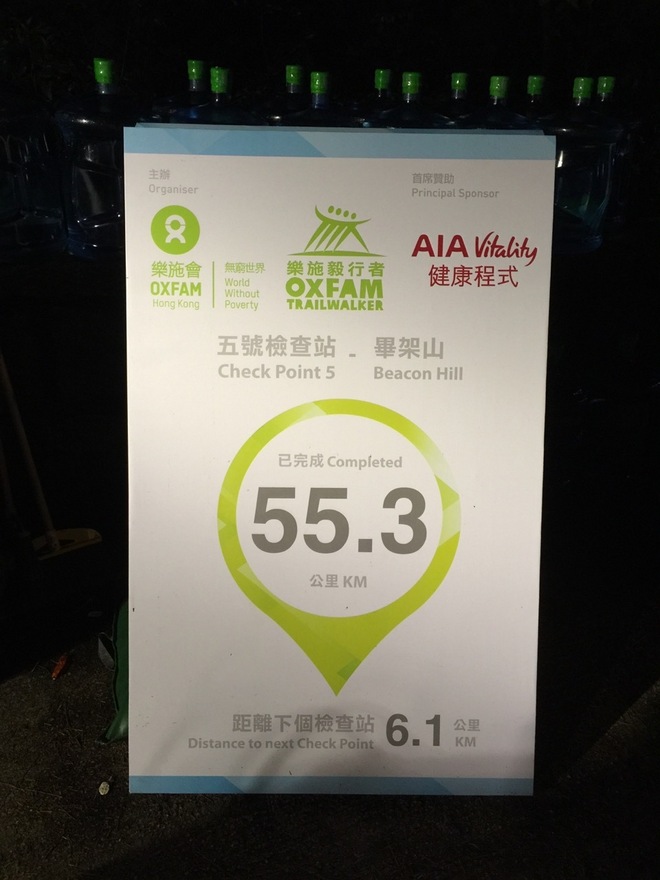 主辦
Organiser
首席贊助
Principal Sponsor
樂施會
OXFAM
Hong Kong
無窮世界
World
Without
Poverty
樂施毅行者
OXFAM
TRAILWALKER
AIA Vitality
健康程式
五號檢查站 - 畢架山
Check Point 5 Beacon Hill
已完成 Completed
55.3
公里 KM
距離下個檢查站 6.1 公里
Distance to next Check Point KM